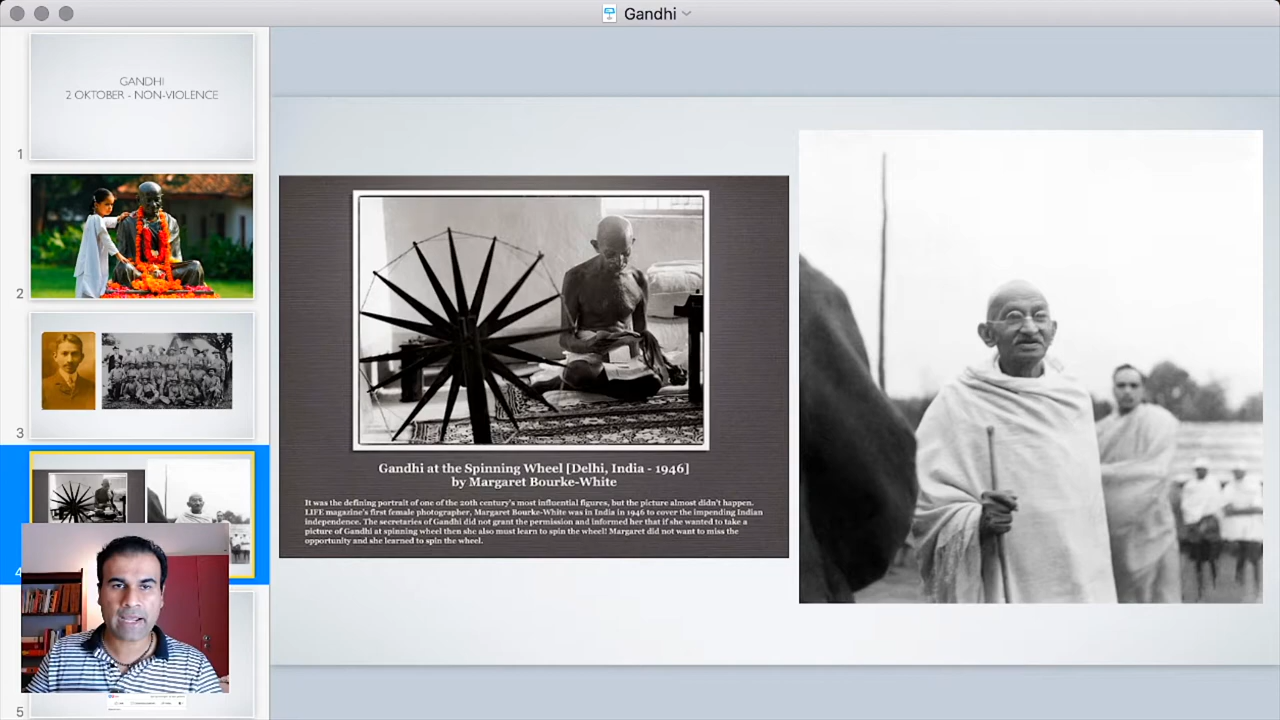 Gandhi
GANDHI
2 OKTOBER - NON-VIOLENCE
1
2
3
4
5
Gandhi at the Spinning Wheel [Delhi, India - 1946]
by Margaret Bourke-White
It was the defining portrait of one of the 20th century's most influential figures, but the picture almost didn't happen.
LIFE magazine's first female photographer, Margaret Bourke-White was in India in 1946 to cover the impending Indian
independence. The secretaries of Gandhi did not grant the permission and informed her that if she wanted to take a
picture of Gandhi at spinning wheel then she also must learn to spin the wheel! Margaret did not want to miss the
opportunity and she learned to spin the wheel.